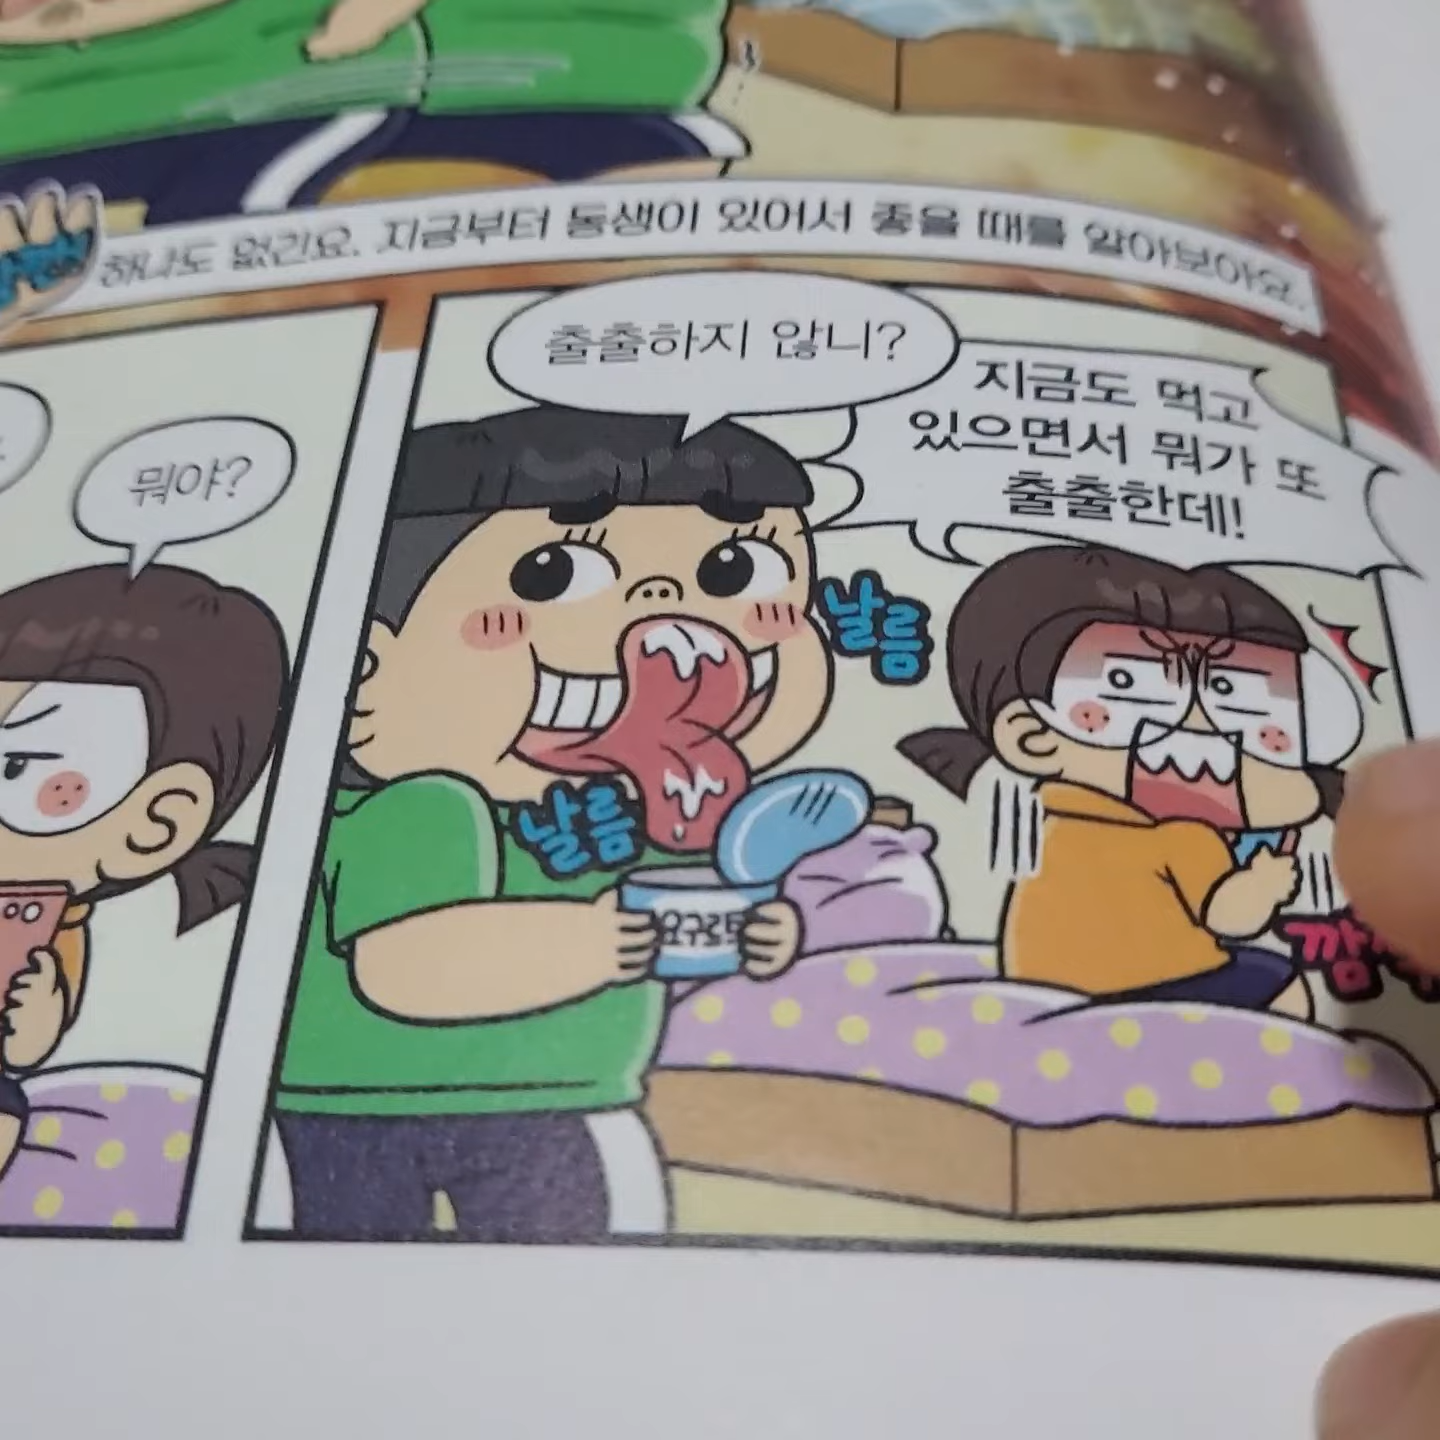 해나도 없긴요. 지금부터 동생이 있어서 좋을 때를 알아보아요.
뭐야?
출출하지 않니?
지금도 먹고
있으면서 뭐가 또
출출한데!
날름
날름
요구르트